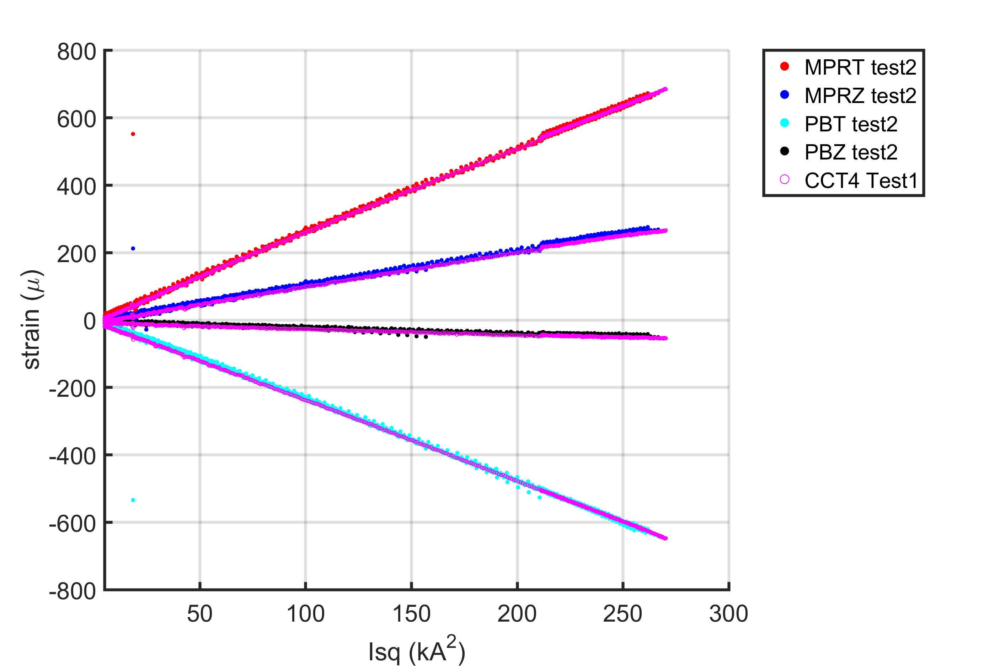 800
600
400
200
0
-200
-400
-600
-800
strain (μ)
50 100 150 200 250 300
Isq (kA²)
MPRT test2
MPRZ test2
PBT test2
PBZ test2
CCT4 Test1